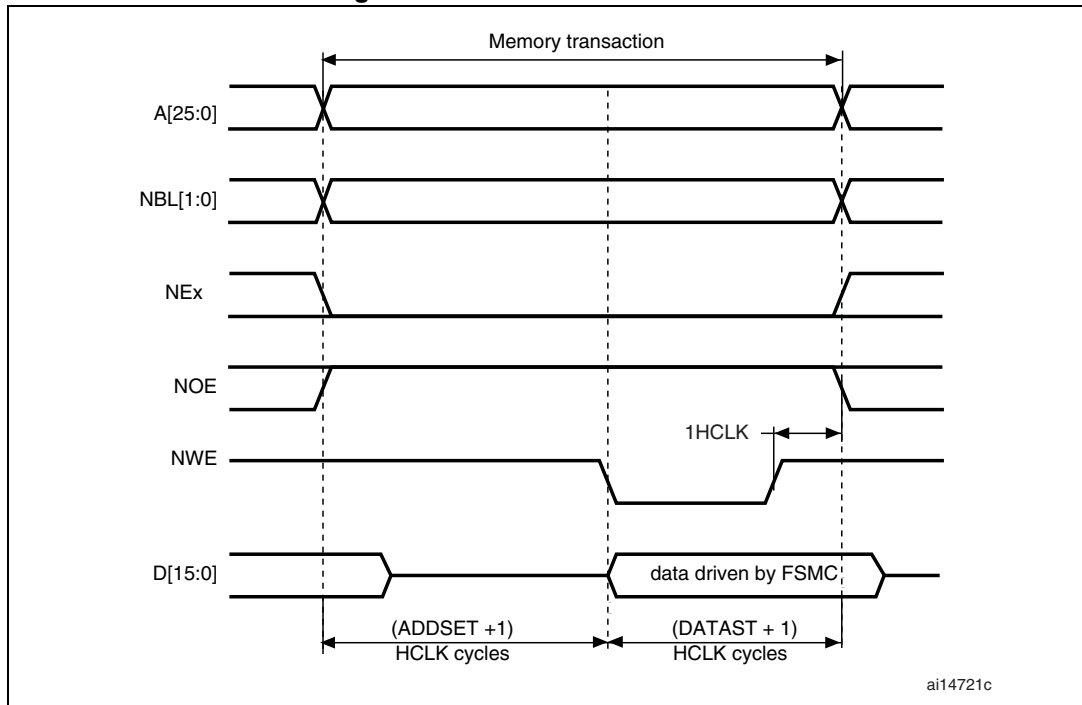 Memory transaction
A[25:0]
NBL[1:0]
NEx
NOE
1HCLK
NWE
D[15:0]
data driven by FSMC
(ADDSET +1)
HCLK cycles
(DATAST + 1)
HCLK cycles
ai14721c